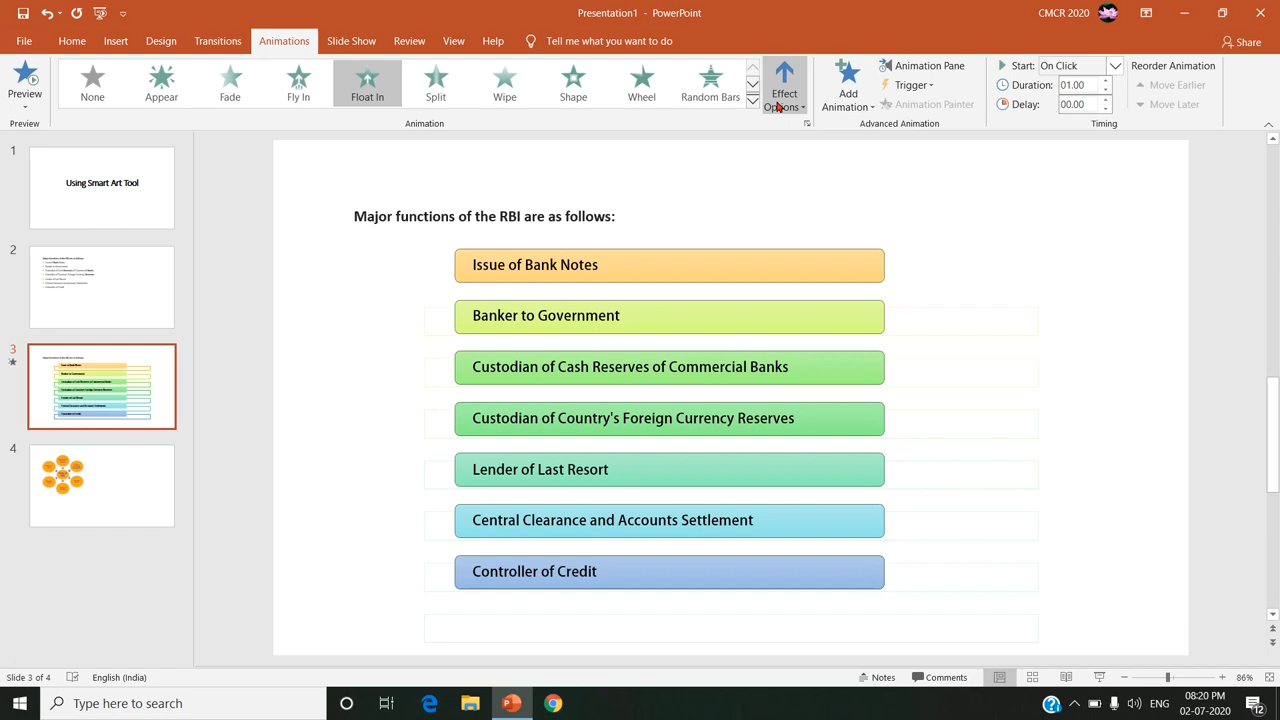 Presentation1 - PowerPoint
CMCR 2020
File Home Insert Design Transitions Animations Slide Show Review View Help Tell me what you want to do
Share
Preview
None Appear Fade Fly In Float In Split Wipe Shape Wheel Random Bars
Effect
Options
Add
Animation
Animation Pane
Trigger
Animation Painter
Start: On Click
Duration: 01.00
Delay: 00.00
Reorder Animation
Move Earlier
Move Later
Preview Animation Advanced Animation Timing
1
Using Smart Art Tool
2
3
4
Major functions of the RBI are as follows:
Issue of Bank Notes
Banker to Government
Custodian of Cash Reserves of Commercial Banks
Custodian of Country's Foreign Currency Reserves
Lender of Last Resort
Central Clearance and Accounts Settlement
Controller of Credit
Slide 3 of 4 English (India) Notes Comments 86%
Type here to search
ENG
08:20 PM
02-07-2020
12